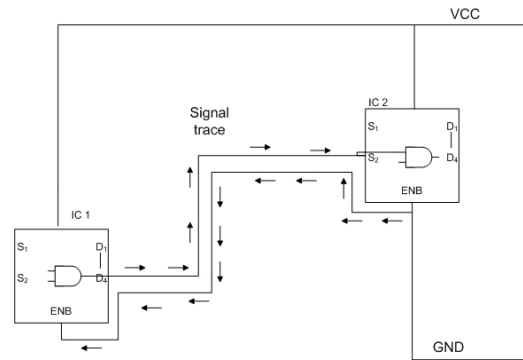 VCC
IC 2
Signal
trace
S₁
D₁
S₂
D₄
ENB
IC 1
S₁
D₁
S₂
D₄
ENB
GND